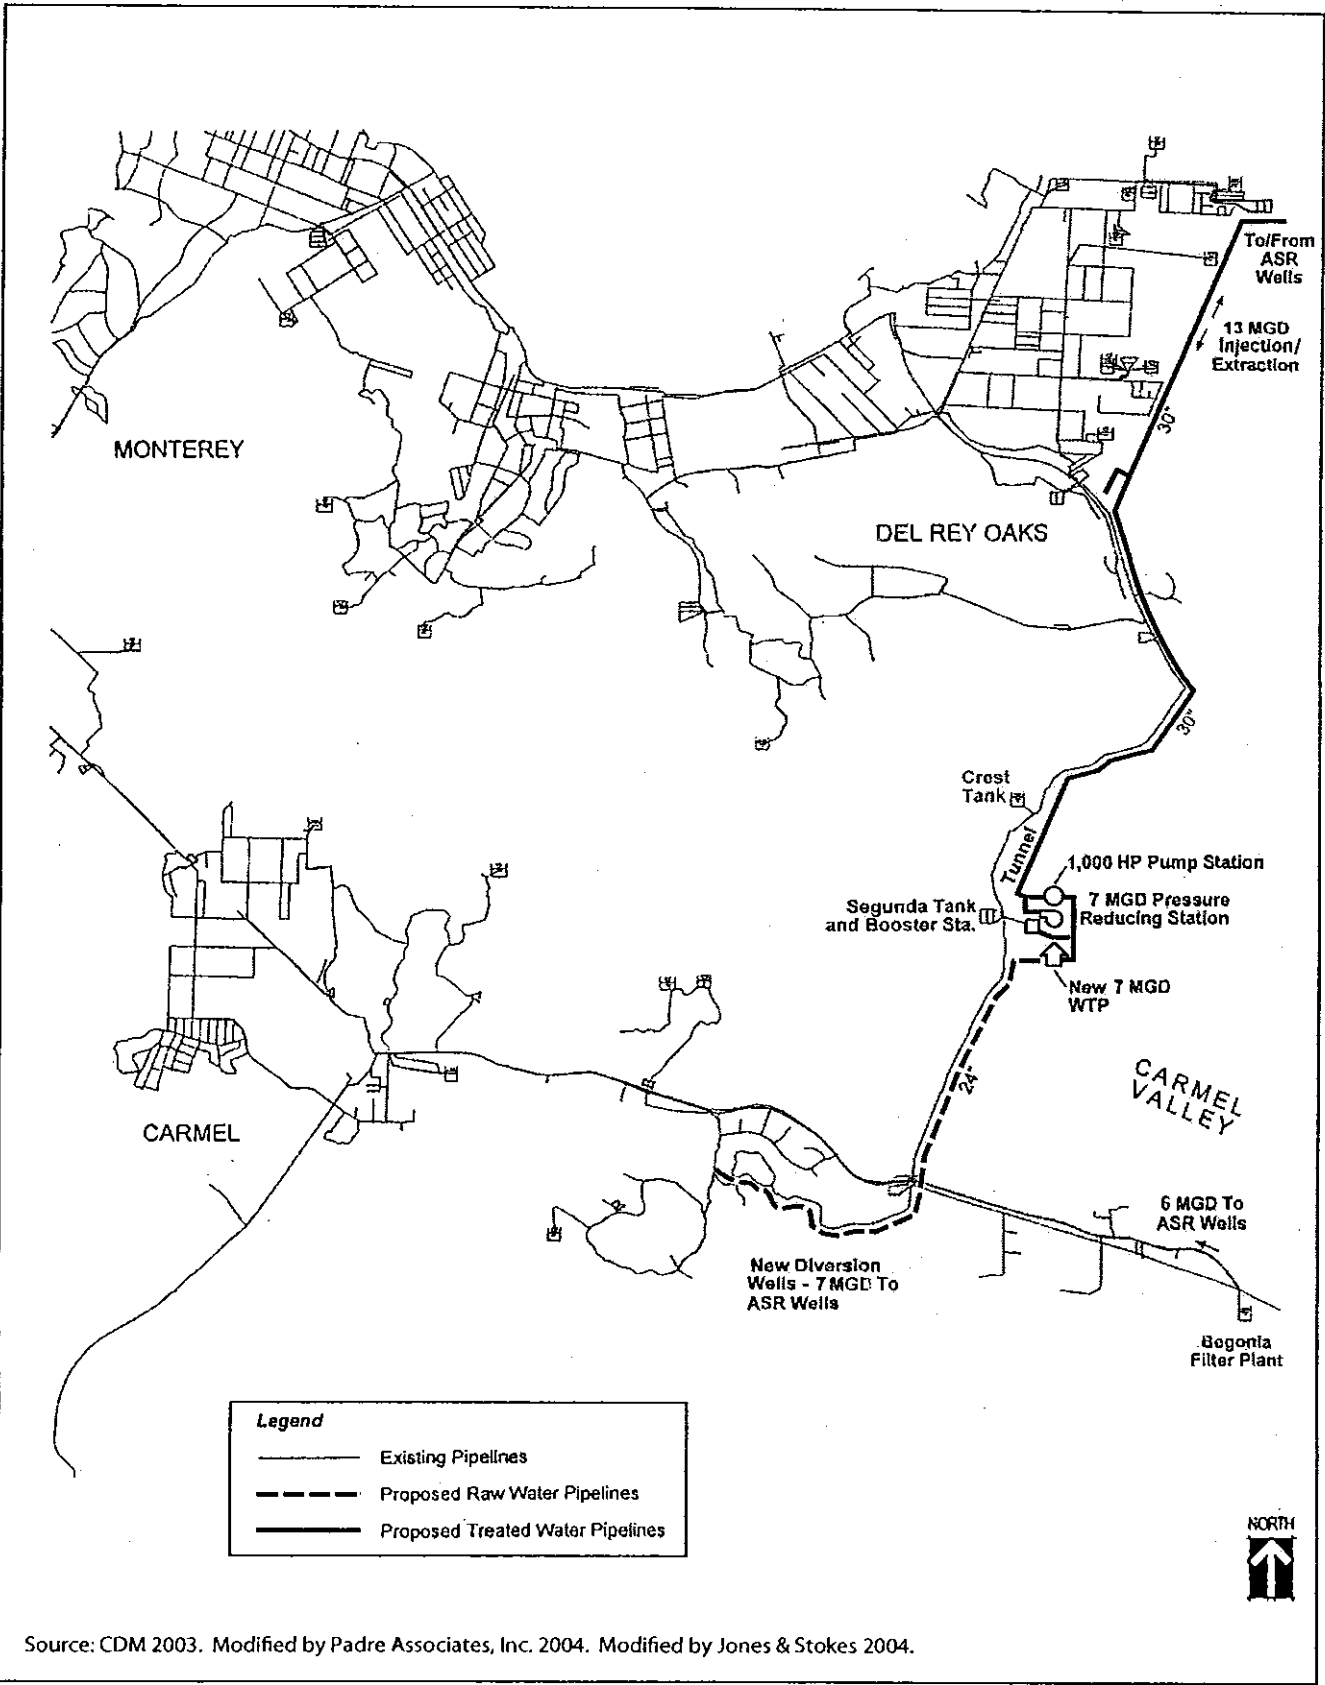 To/From
ASR
Wells
13 MGD
Injection/
Extraction
30"
MONTEREY
DEL REY OAKS
30"
Crest
Tank
Tunnel
1,000 HP Pump Station
7 MGD Pressure
Reducing Station
Segunda Tank
and Booster Sta.
New 7 MGD
WTP
24"
CARMEL
VALLEY
CARMEL
6 MGD To
ASR Wells
New Diversion
Wells - 7 MGD To
ASR Wells
Begonia
Filter Plant
Legend
Existing Pipelines
Proposed Raw Water Pipelines
Proposed Treated Water Pipelines
NORTH
Source: CDM 2003. Modified by Padre Associates, Inc. 2004. Modified by Jones & Stokes 2004.